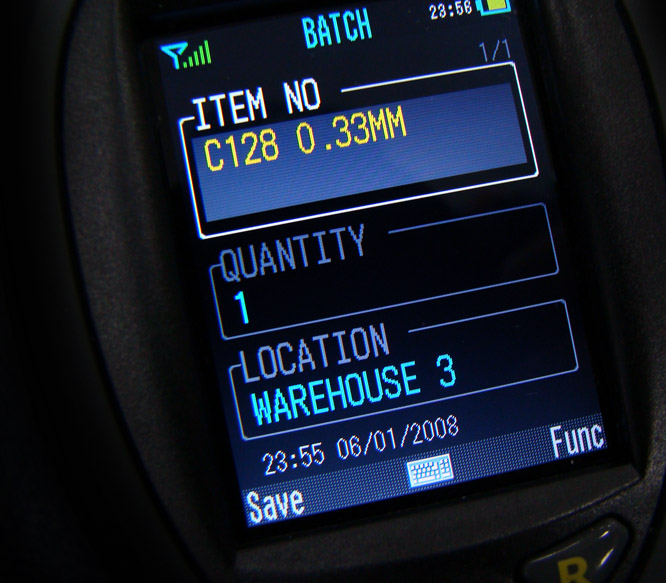 23:56
BATCH
1/1
ITEM NO
C128 0.33MM
QUANTITY
1
LOCATION
WAREHOUSE 3
23:55 06/01/2008
Save Func
R